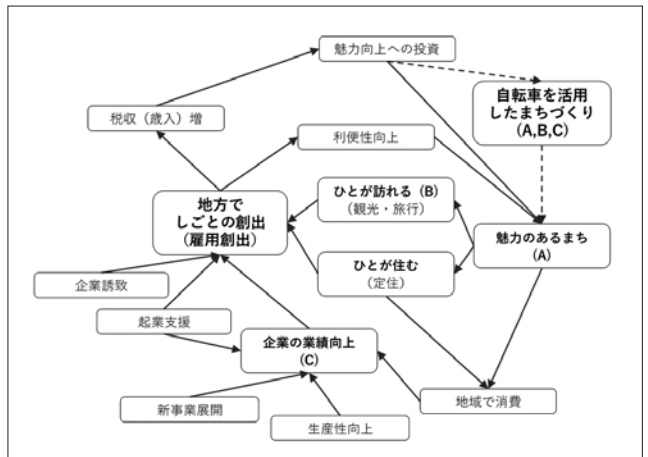 魅力向上への投資
自転車を活用
したまちづくり
(A,B,C)
税収（歳入）増
利便性向上
地方で
しごとの創出
（雇用創出）
ひとが訪れる（B）
（観光・旅行）
魅力のあるまち
(A)
ひとが住む
（定住）
企業誘致
起業支援
企業の業績向上
(C)
新事業展開
生産性向上
地域で消費